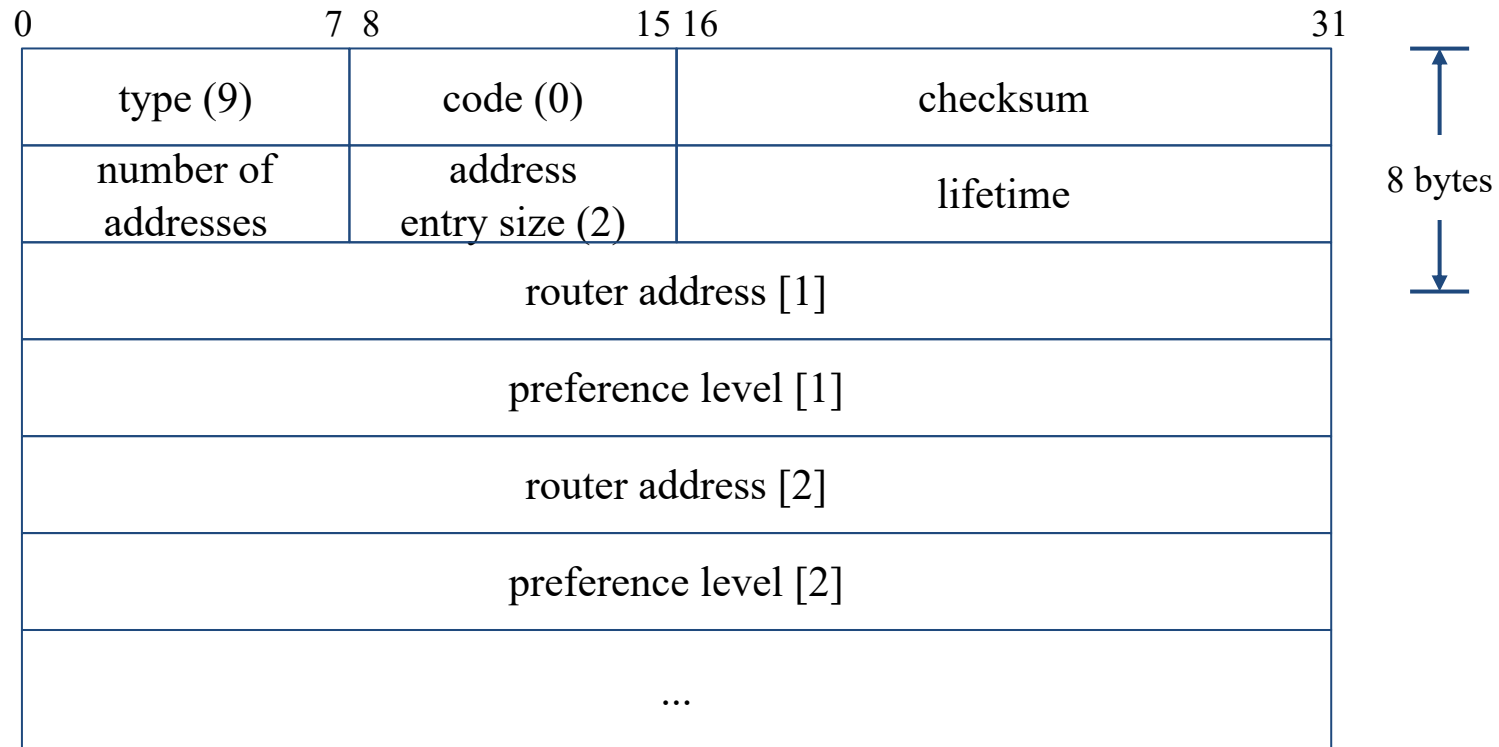 0 7 8 15 16 31
type (9) code (0) checksum
number of addresses address entry size (2) lifetime
8 bytes
router address [1]
preference level [1]
router address [2]
preference level [2]
...